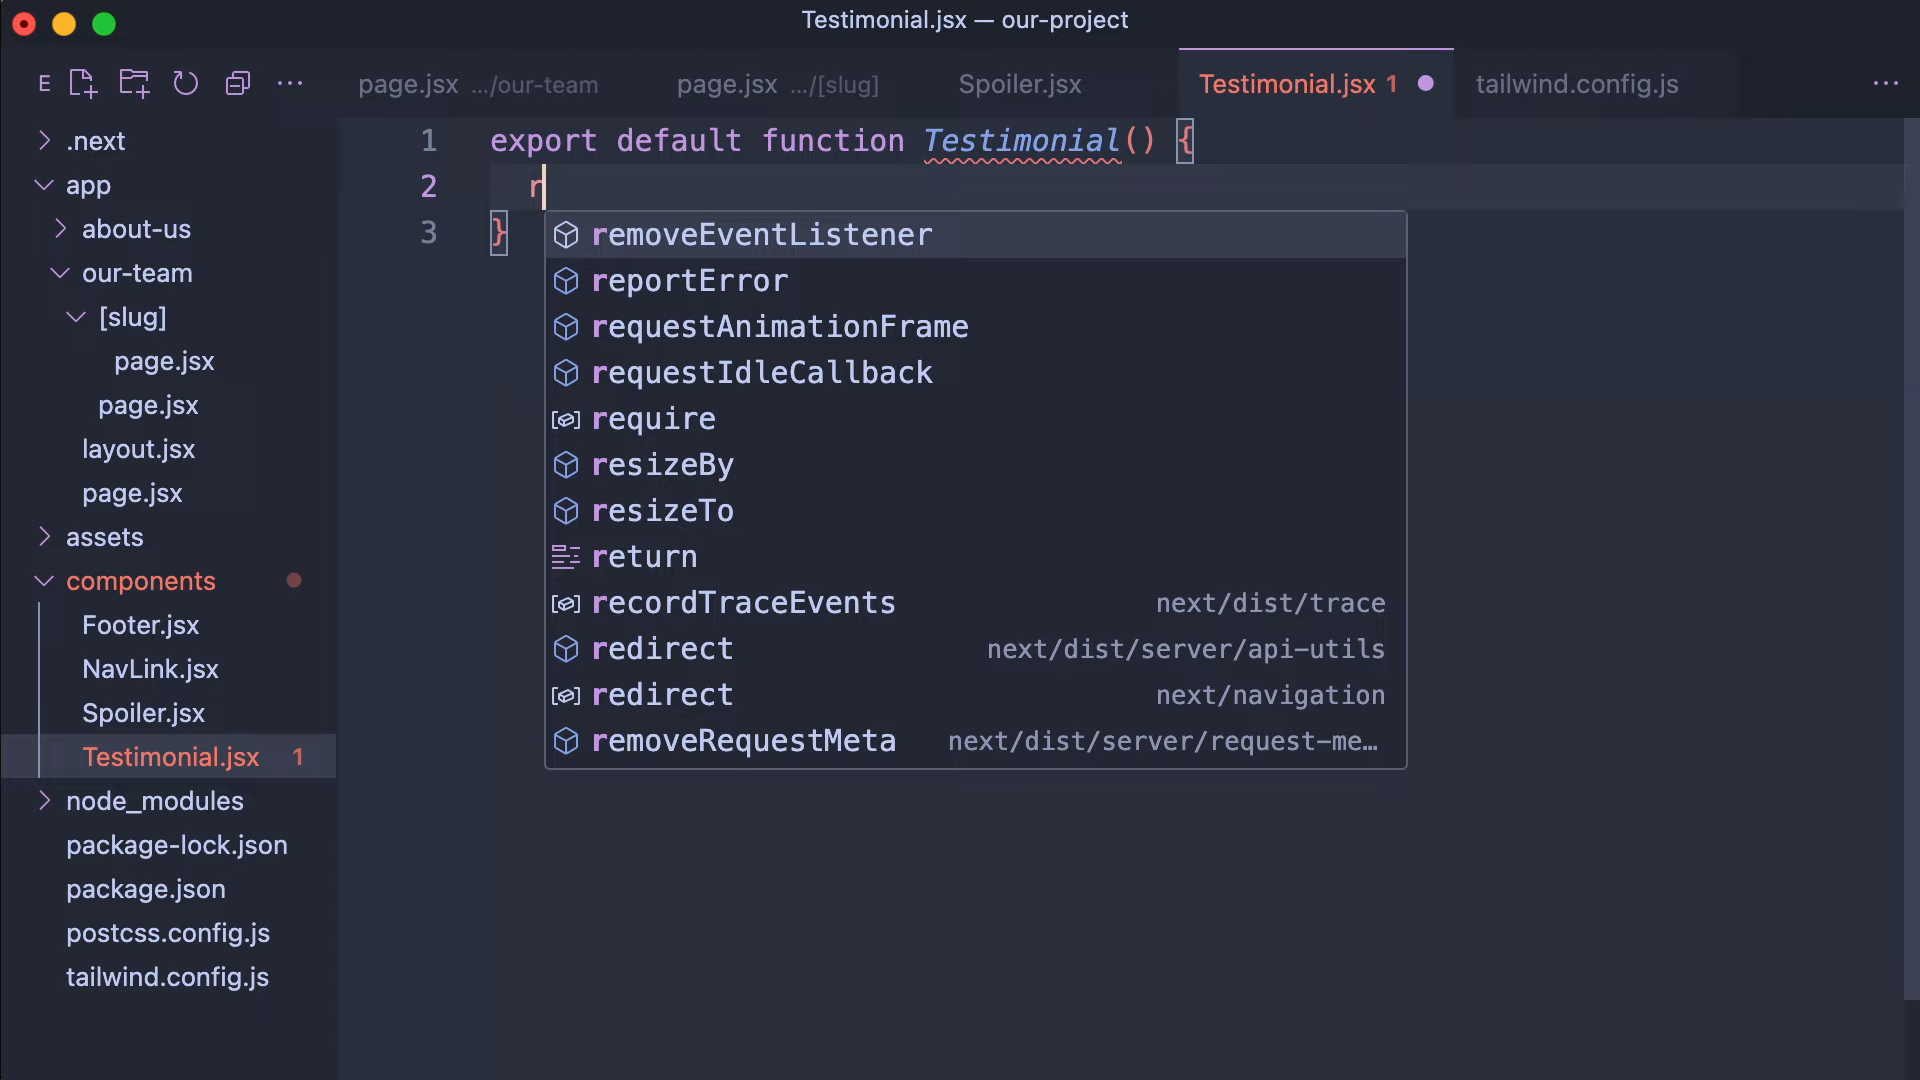 Testimonial.jsx — our-project
E
page.jsx .../our-team
page.jsx .../[slug]
Spoiler.jsx
Testimonial.jsx 1
tailwind.config.js
.next
app
about-us
our-team
[slug]
page.jsx
page.jsx
layout.jsx
page.jsx
assets
components
Footer.jsx
NavLink.jsx
Spoiler.jsx
Testimonial.jsx 1
node_modules
package-lock.json
package.json
postcss.config.js
tailwind.config.js
1 export default function Testimonial() {
2 r
3 }
removeEventListener
reportError
requestAnimationFrame
requestIdleCallback
require
resizeBy
resizeTo
return
recordTraceEvents next/dist/trace
redirect next/dist/server/api-utils
redirect next/navigation
removeRequestMeta next/dist/server/request-me…